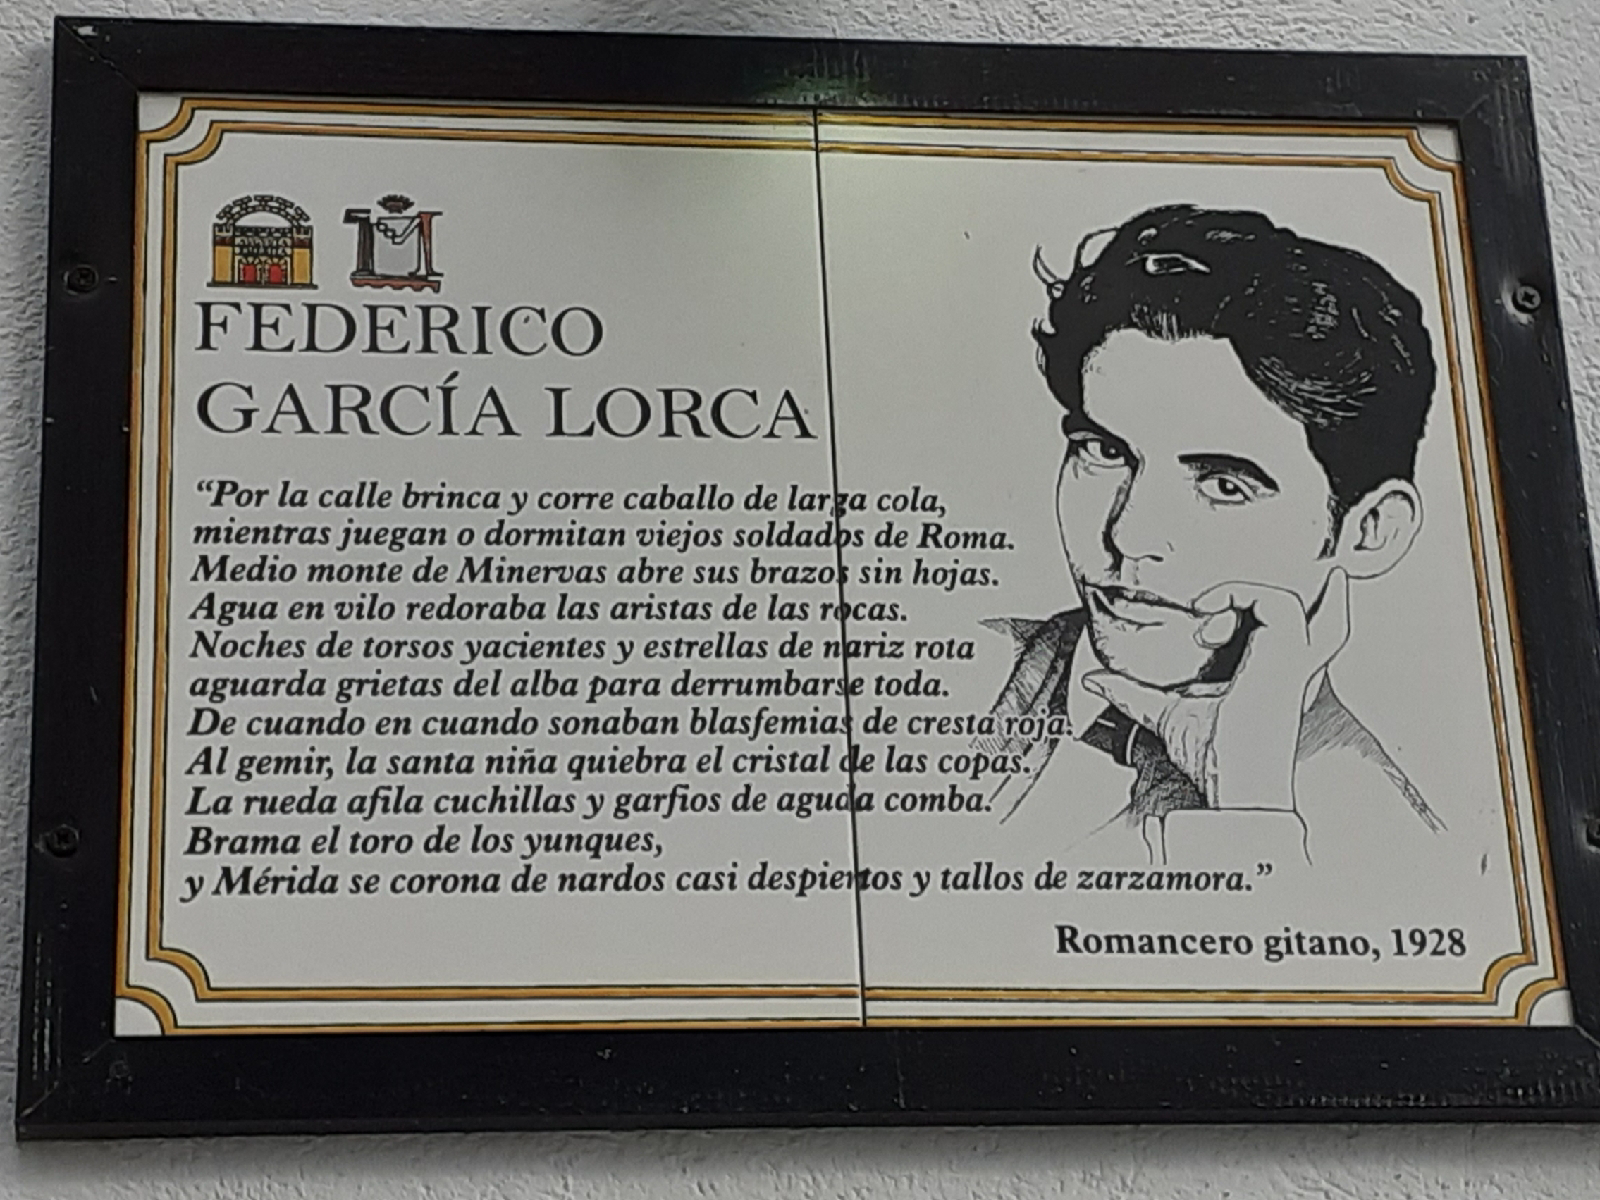 FEDERICO
GARCÍA LORCA
“Por la calle brinca y corre caballo de larga cola,
mientras juegan o dormitan viejos soldados de Roma.
Medio monte de Minervas abre sus brazos sin hojas.
Agua en vilo redoraba las aristas de las rocas.
Noches de torsos yacientes y estrellas de nariz rota
aguarda grietas del alba para derrumbarse toda.
De cuando en cuando sonaban blasfemias de cresta roja.
Al gemir, la santa niña quiebra el cristal de las copas.
La rueda afila cuchillas y garfios de aguda comba.
Brama el toro de los yunques,
y Mérida se corona de nardos casi despiertos y tallos de zarzamora.”
Romancero gitano, 1928